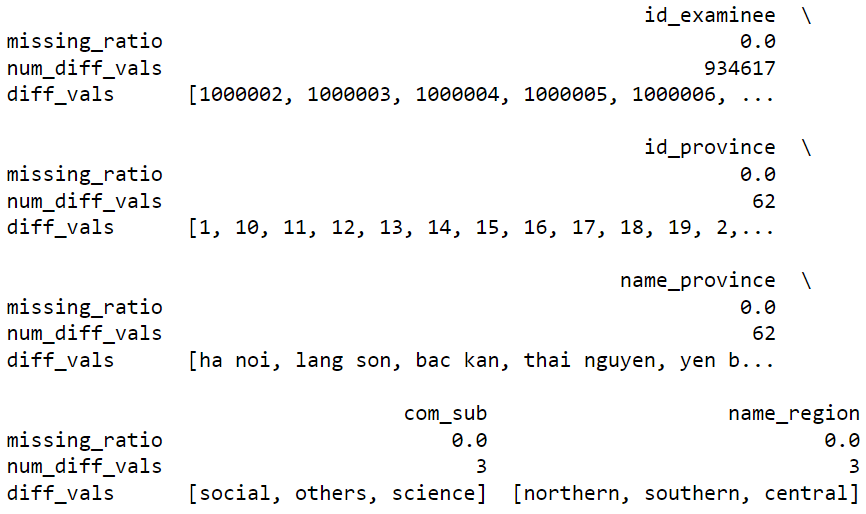 id_examinee \
missing_ratio 0.0
num_diff_vals 934617
diff_vals [1000002, 1000003, 1000004, 1000005, 1000006, ...
id_province \
missing_ratio 0.0
num_diff_vals 62
diff_vals [1, 10, 11, 12, 13, 14, 15, 16, 17, 18, 19, 2,...
name_province \
missing_ratio 0.0
num_diff_vals 62
diff_vals [ha noi, lang son, bac kan, thai nguyen, yen b...
com_sub name_region
missing_ratio 0.0 0.0
num_diff_vals 3 3
diff_vals [social, others, science] [northern, southern, central]